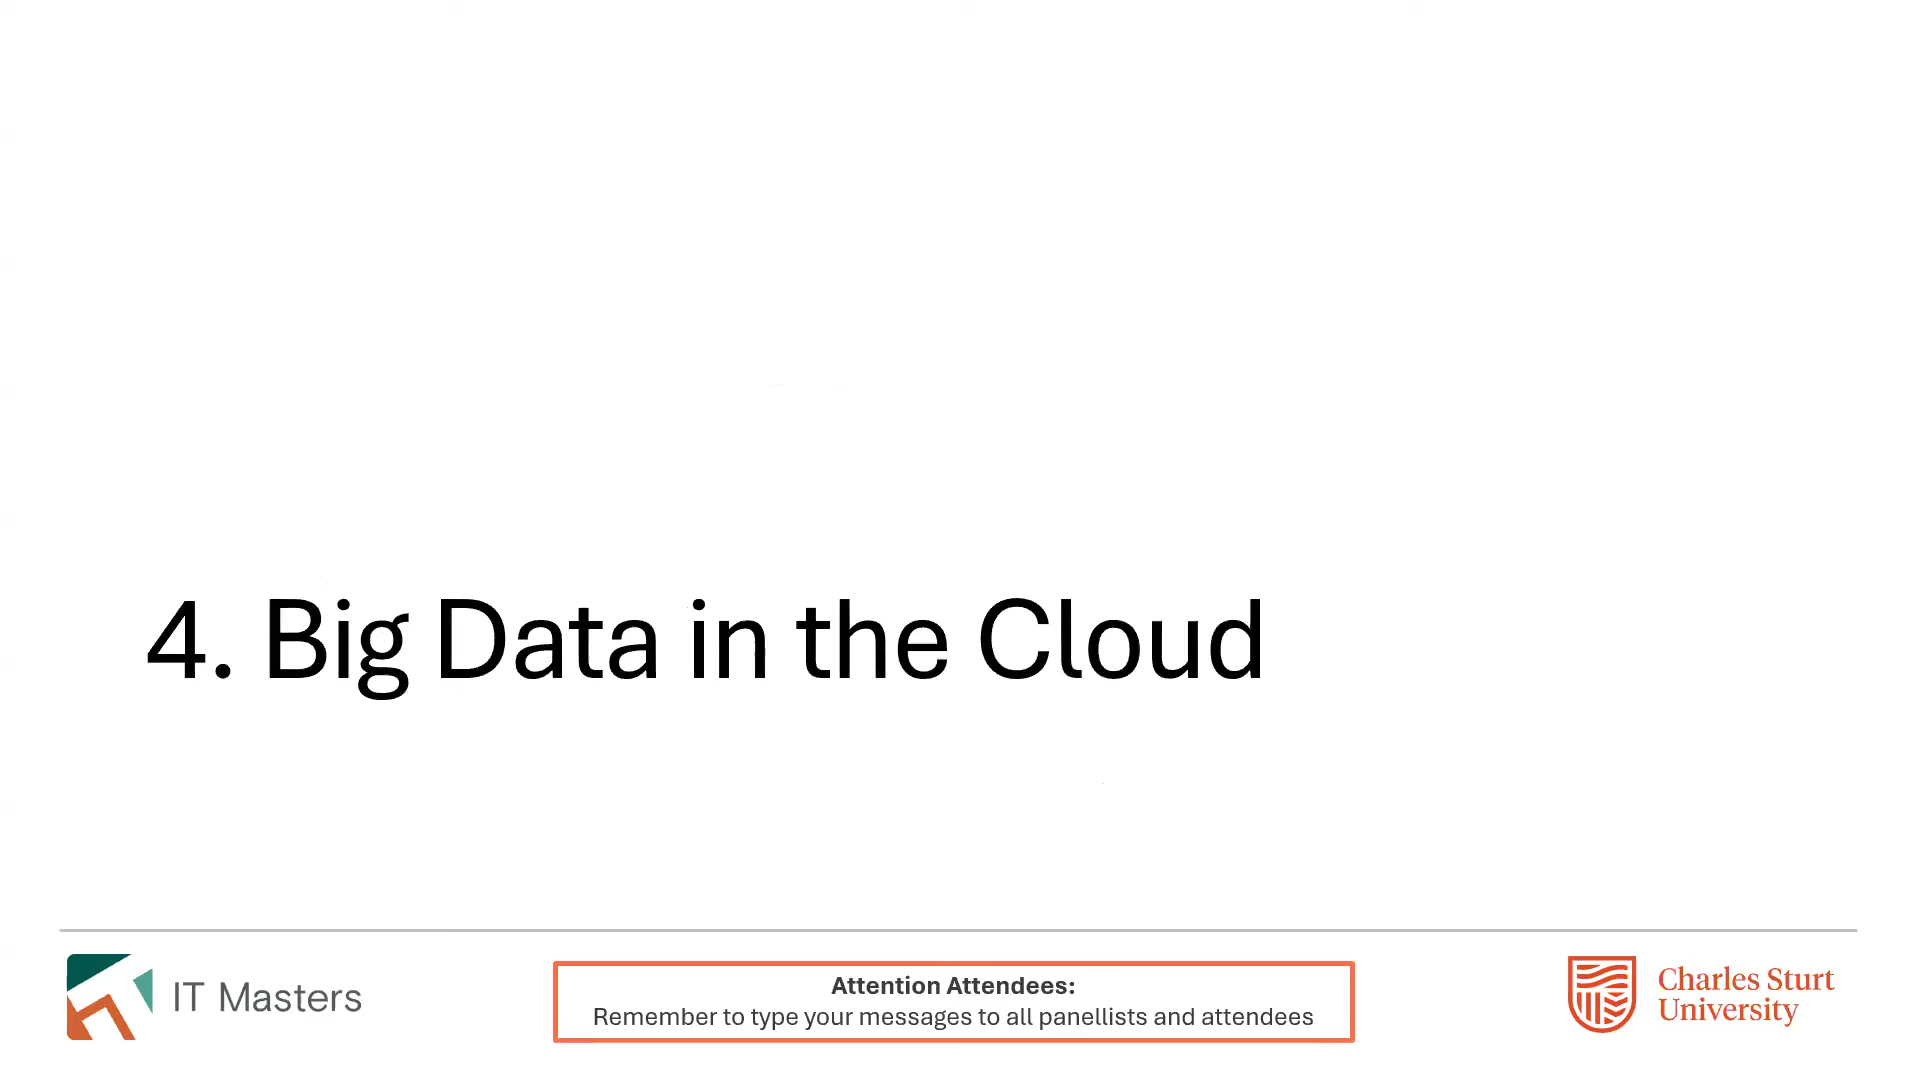 4. Big Data in the Cloud
IT Masters
Attention Attendees:
Remember to type your messages to all panellists and attendees
Charles Sturt
University